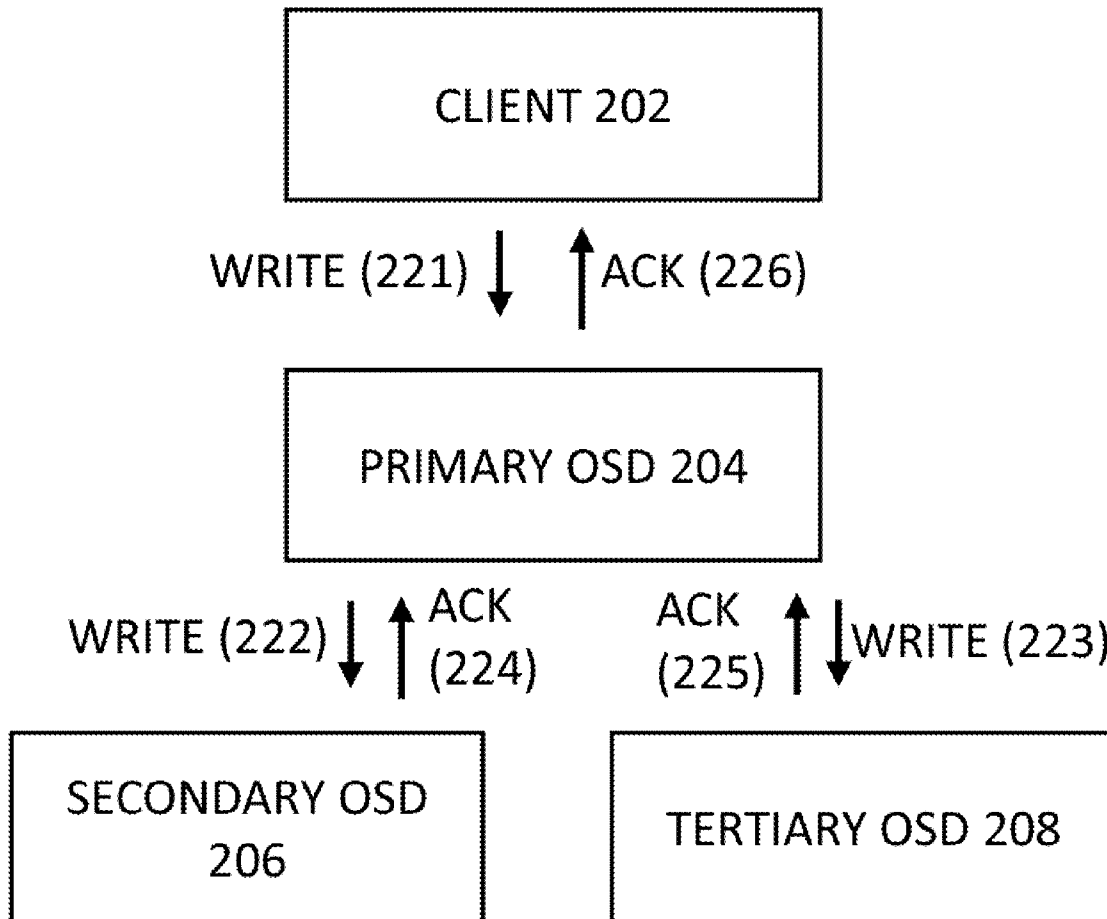 CLIENT 202
WRITE (221)
ACK (226)
PRIMARY OSD 204
WRITE (222)
ACK
(224)
ACK
(225)
WRITE (223)
SECONDARY OSD
206
TERTIARY OSD 208